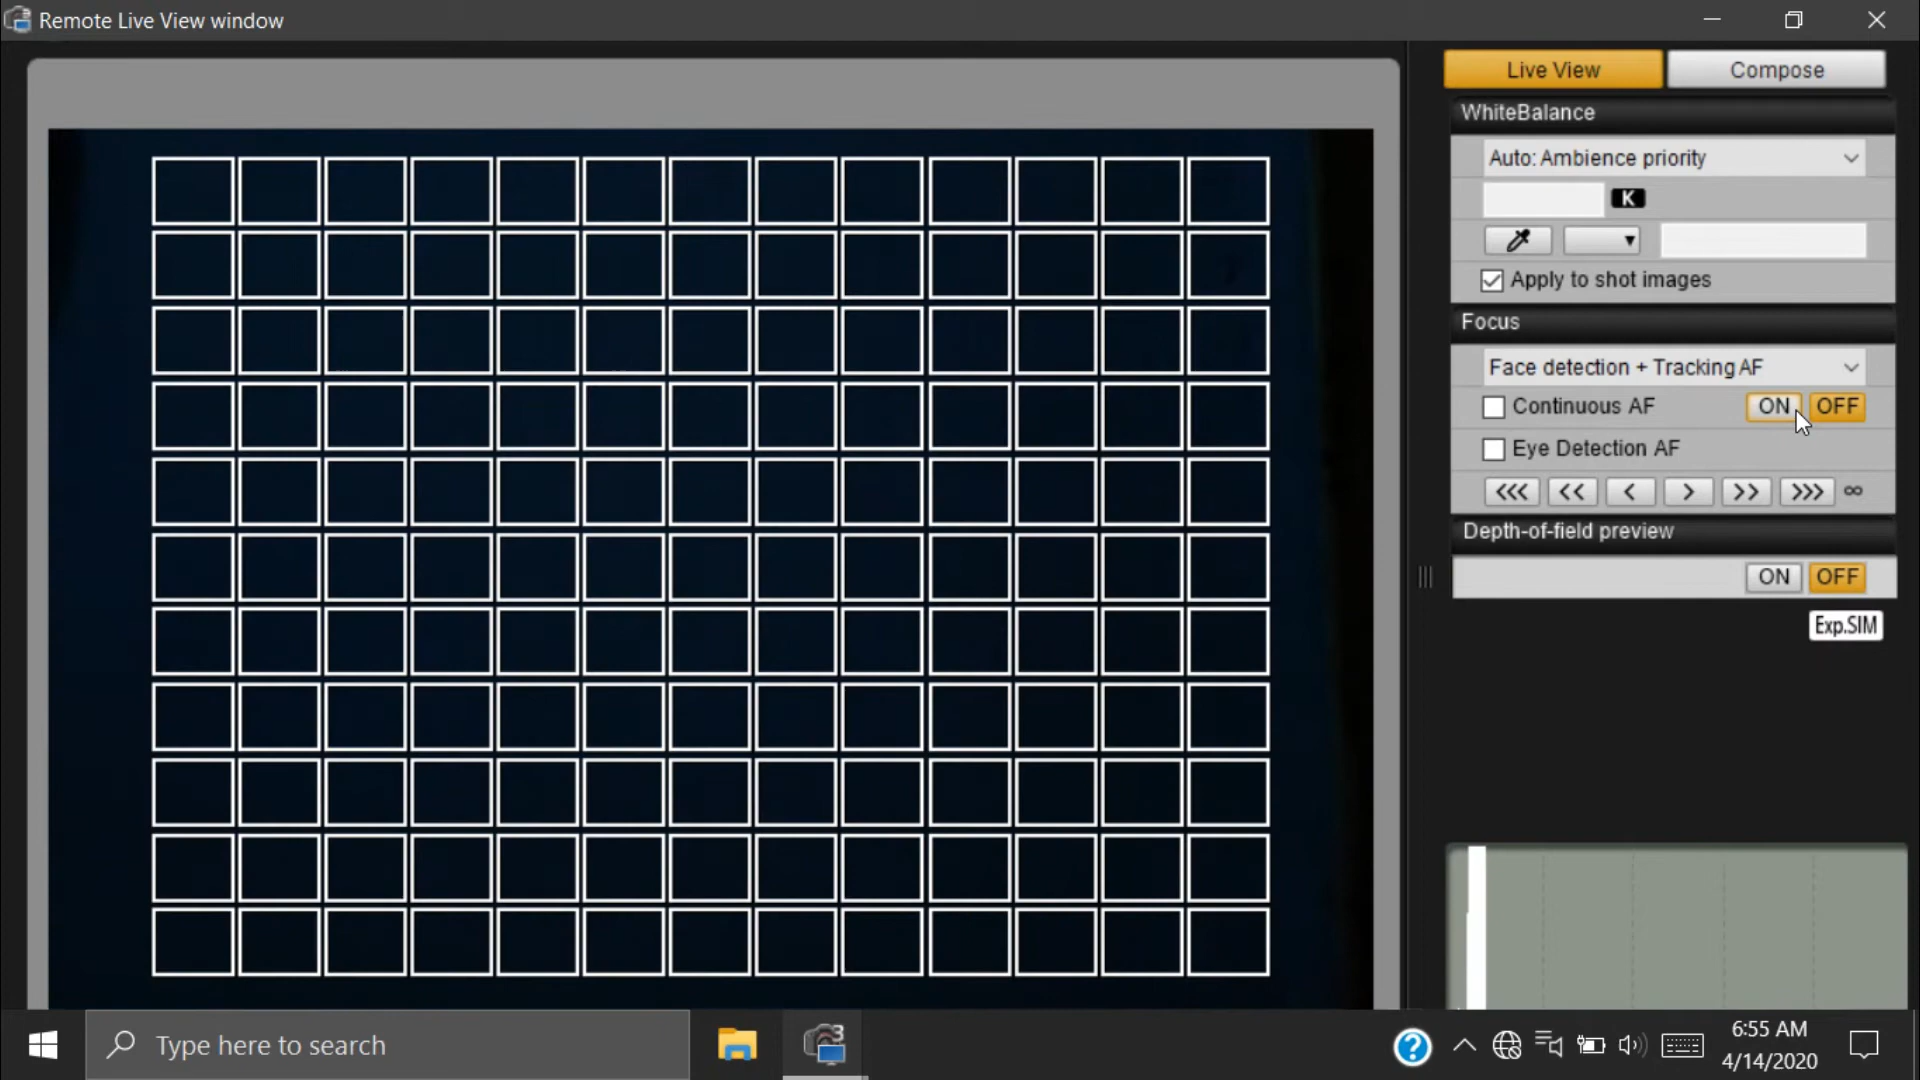 Remote Live View window
Live View
Compose
WhiteBalance
Auto: Ambience priority
K
Apply to shot images
Focus
Face detection + Tracking AF
Continuous AF
ON
OFF
Eye Detection AF
<<<
<<
<
>
>>
>>>
∞
Depth-of-field preview
ON
OFF
Exp.SIM
Type here to search
3
?
6:55 AM
4/14/2020